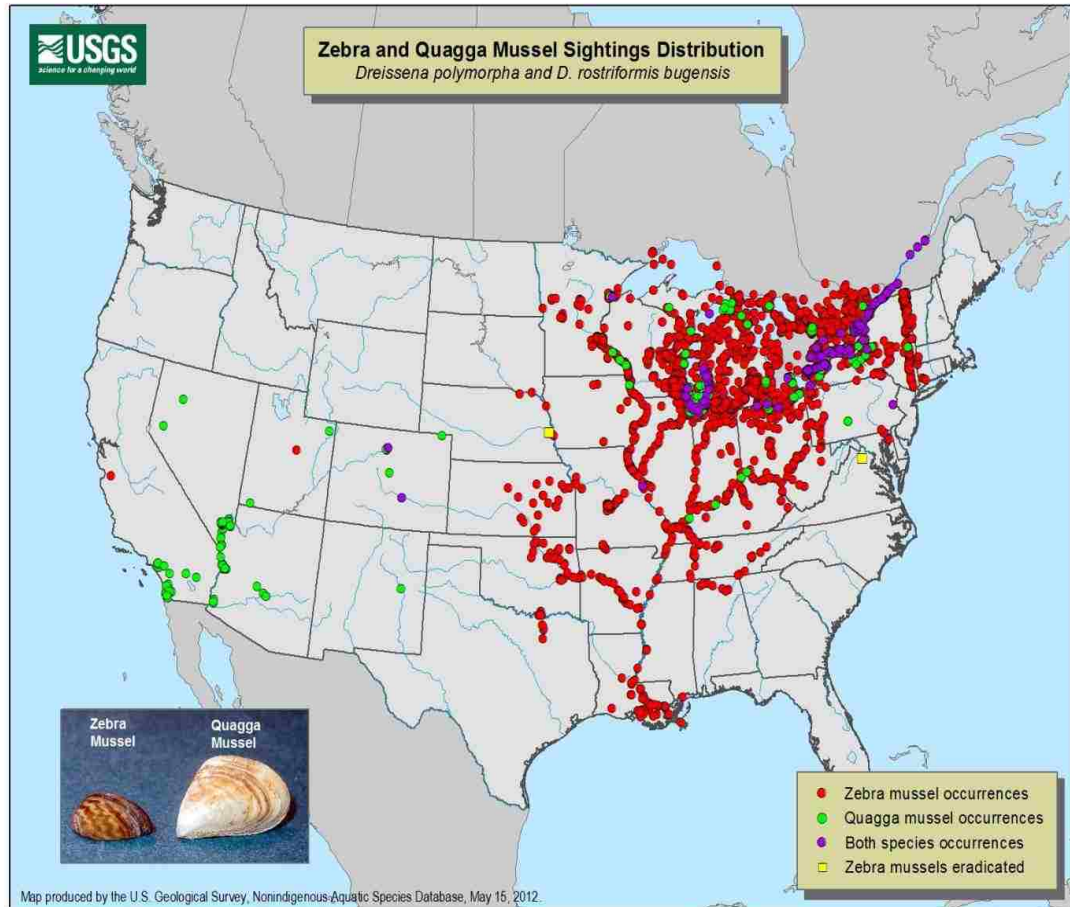 USGS
science for a changing world
Zebra and Quagga Mussel Sightings Distribution
Dreissena polymorpha and D. rostriformis bugensis
Zebra
Mussel
Quagga
Mussel
Zebra mussel occurrences
Quagga mussel occurrences
Both species occurrences
Zebra mussels eradicated
Map produced by the U.S. Geological Survey, Nonindigenous Aquatic Species Database, May 15, 2012.